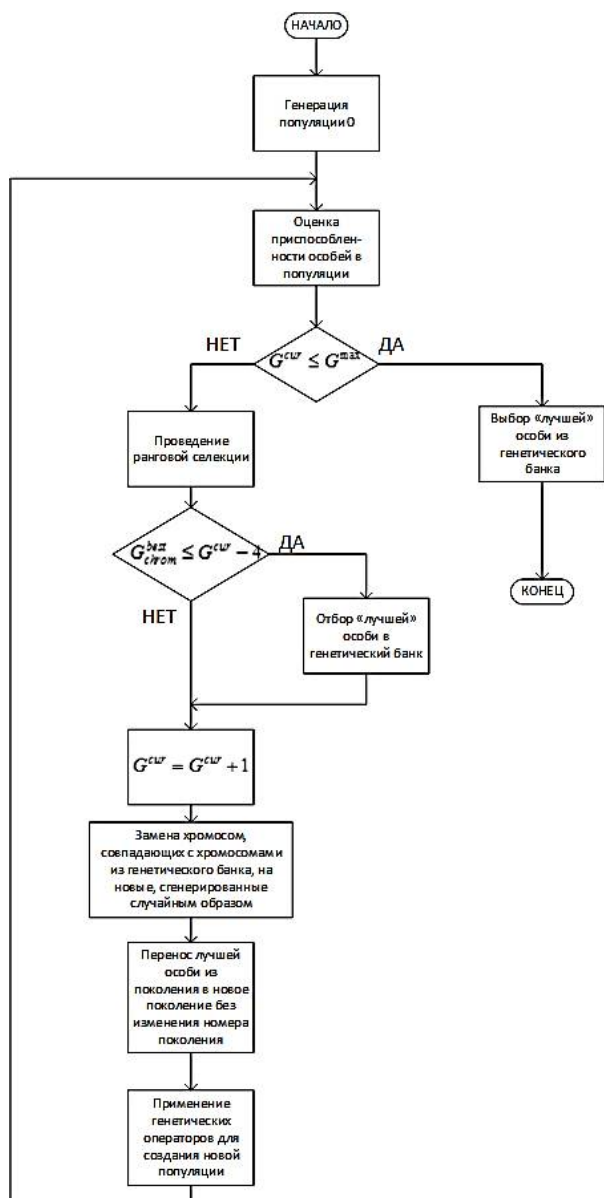 НАЧАЛО
Генерация
популяции 0
Оценка
приспособлен-
ности особей в
популяции
НЕТ
G^cur ≤ G^max
ДА
Проведение
ранговой селекции
Выбор «лучшей»
особи из
генетического
банка
G^best_chrom ≤ G^cur − 4
ДА
КОНЕЦ
НЕТ
Отбор «лучшей»
особи в
генетический банк
G^cur = G^cur + 1
Замена хромосом,
совпадающих с хромосомами
из генетического банка, на
новые, сгенерированные
случайным образом
Перенос лучшей
особи из
поколения в новое
поколение без
изменения номера
поколения
Применение
генетических
операторов для
создания новой
популяции